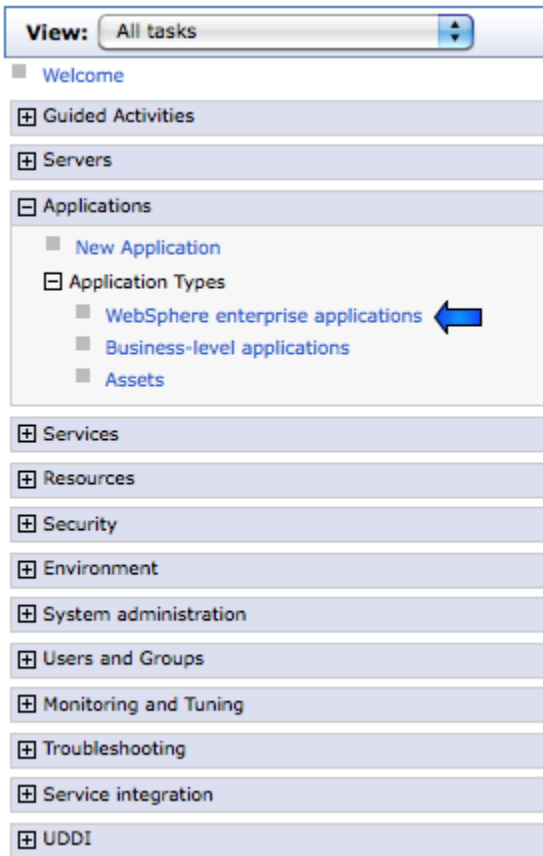 View: All tasks
Welcome
Guided Activities
Servers
Applications
New Application
Application Types
WebSphere enterprise applications
Business-level applications
Assets
Services
Resources
Security
Environment
System administration
Users and Groups
Monitoring and Tuning
Troubleshooting
Service integration
UDDI